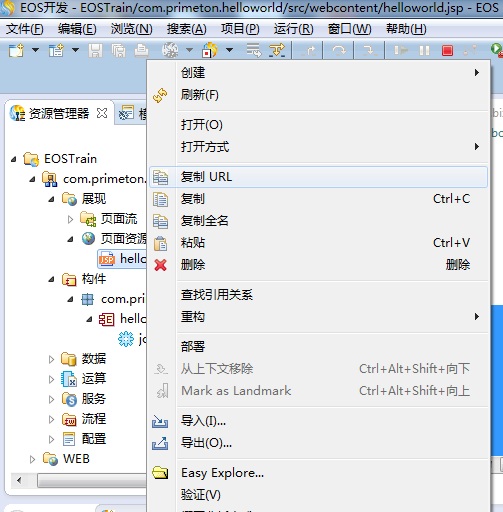 EOS开发 - EOSTrain/com.primeton.helloworld/src/webcontent/helloworld.jsp - EOS
文件(F) 编辑(E) 浏览(N) 搜索(A) 项目(P) 运行(R) 窗口(W) 帮助(H)
资源管理器
EOSTrain
com.primeton.
展现
页面流
页面资源
hello
构件
com.pri
hello
数据
运算
服务
流程
配置
WEB
创建
刷新(F)
打开(O)
打开方式
复制 URL
复制 Ctrl+C
复制全名
粘贴 Ctrl+V
删除 删除
查找引用关系
重构
部署
从上下文移除 Ctrl+Alt+Shift+向下
Mark as Landmark Ctrl+Alt+Shift+向上
导入(I)...
导出(O)...
Easy Explore...
验证(V)